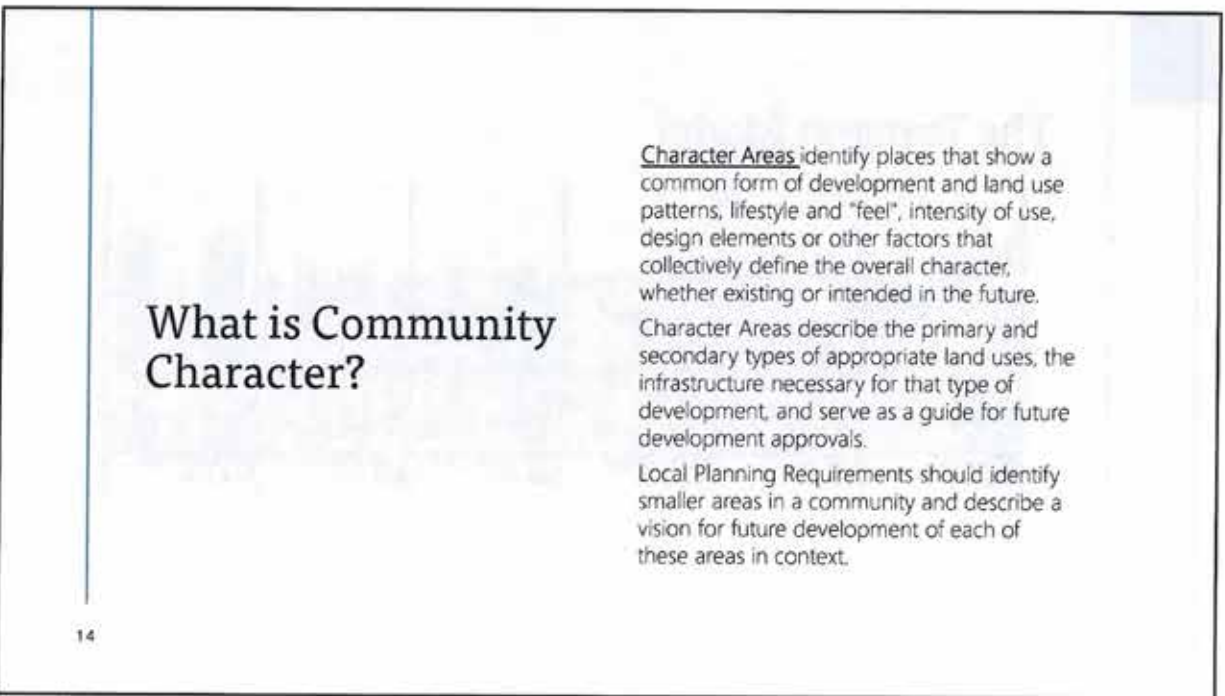 What is Community
Character?
Character Areas identify places that show a
common form of development and land use
patterns, lifestyle and "feel", intensity of use,
design elements or other factors that
collectively define the overall character,
whether existing or intended in the future.
Character Areas describe the primary and
secondary types of appropriate land uses, the
infrastructure necessary for that type of
development, and serve as a guide for future
development approvals.
Local Planning Requirements should identify
smaller areas in a community and describe a
vision for future development of each of
these areas in context.
14